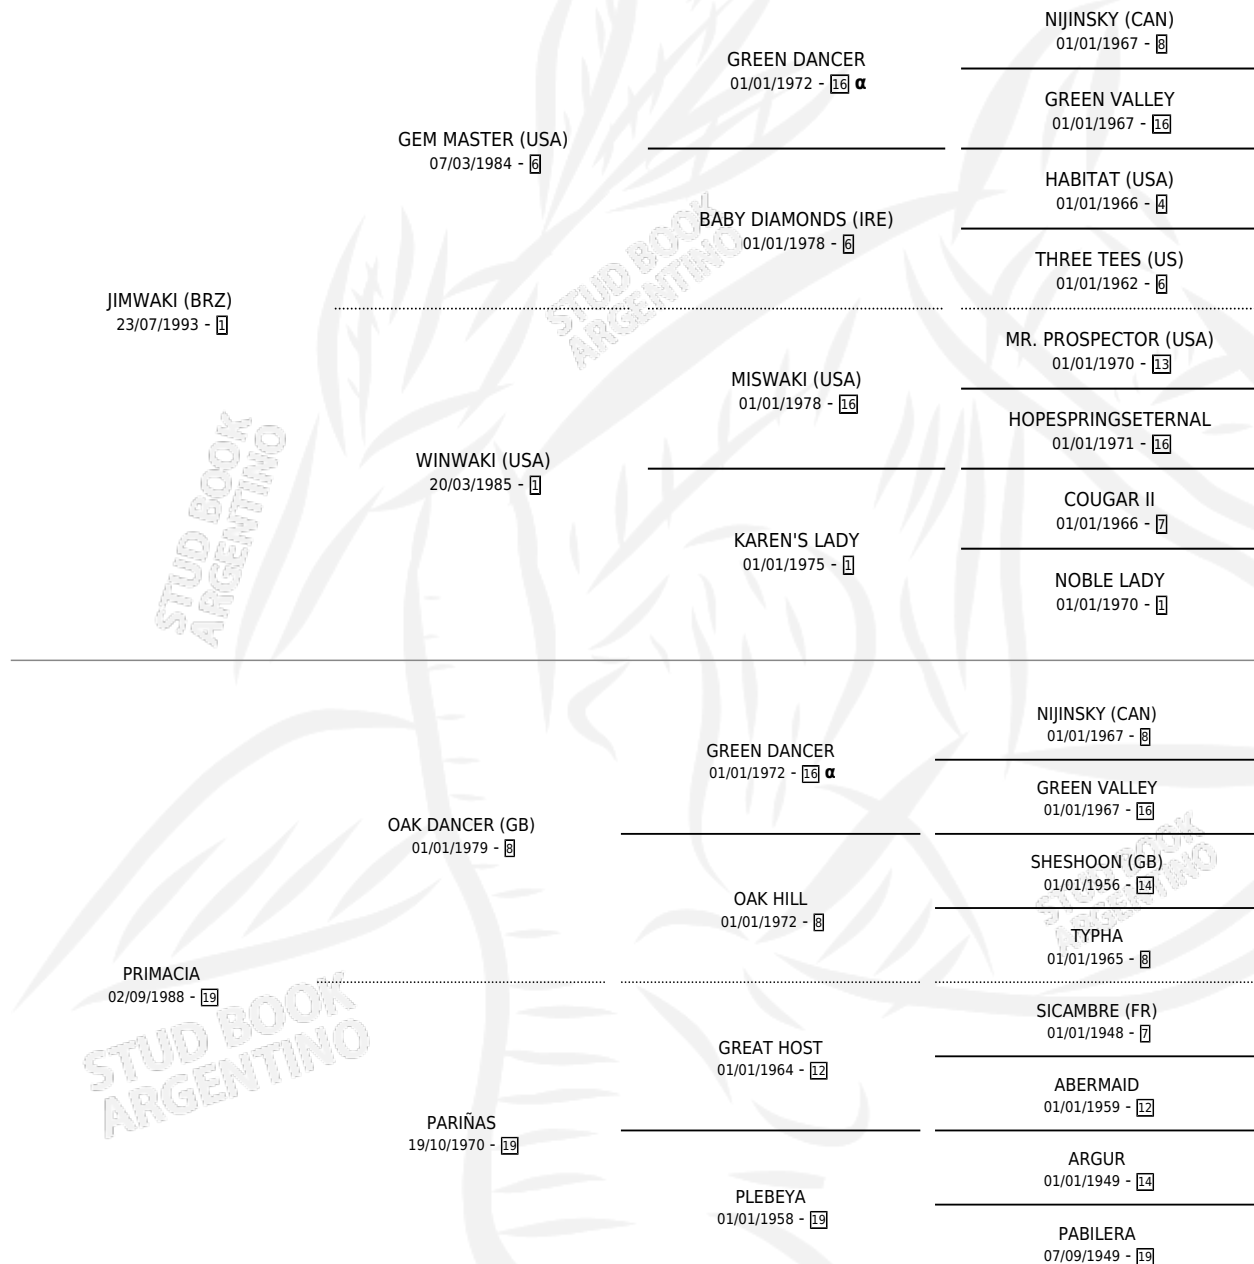 NIJINSKY (CAN)
01/01/1967 - 8
GREEN DANCER
01/01/1972 - 16 α
GREEN VALLEY
01/01/1967 - 16
GEM MASTER (USA)
07/03/1984 - 6
HABITAT (USA)
01/01/1966 - 4
BABY DIAMONDS (IRE)
01/01/1978 - 6
THREE TEES (US)
01/01/1962 - 6
JIMWAKI (BRZ)
23/07/1993 - 1
STUD BOOK
ARGENTINO
MR. PROSPECTOR (USA)
01/01/1970 - 13
MISWAKI (USA)
01/01/1978 - 16
HOPESPRINGSETERNAL
01/01/1971 - 16
WINWAKI (USA)
20/03/1985 - 1
COUGAR II
01/01/1966 - 7
KAREN'S LADY
01/01/1975 - 1
NOBLE LADY
01/01/1970 - 1
STUD BOOK
ARGENTINO
NIJINSKY (CAN)
01/01/1967 - 8
GREEN DANCER
01/01/1972 - 16 α
GREEN VALLEY
01/01/1967 - 16
OAK DANCER (GB)
01/01/1979 - 8
SHESHOON (GB)
01/01/1956 - 14
OAK HILL
01/01/1972 - 8
TYPHA
01/01/1965 - 8
STUD BOOK
ARGENTINO
PRIMACIA
02/09/1988 - 19
SICAMBRE (FR)
01/01/1948 - 7
GREAT HOST
01/01/1964 - 12
ABERMAID
01/01/1959 - 12
STUD BOOK
ARGENTINO
PARIÑAS
19/10/1970 - 19
ARGUR
01/01/1949 - 14
PLEBEYA
01/01/1958 - 19
PABILERA
07/09/1949 - 19